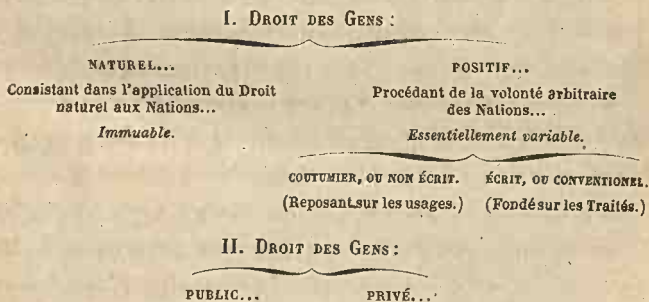 I. DROIT DES GENS :
NATUREL...
Consistant dans l'application du Droit
naturel aux Nations...
Immuable.
POSITIF...
Procédant de la volonté arbitraire
des Nations...
Essentiellement variable.
COUTUMIER, OU NON ÉCRIT.
(Reposant sur les usages.)
ÉCRIT, OU CONVENTIONNEL.
(Fondé sur les Traités.)
II. DROIT DES GENS :
PUBLIC...
PRIVÉ...